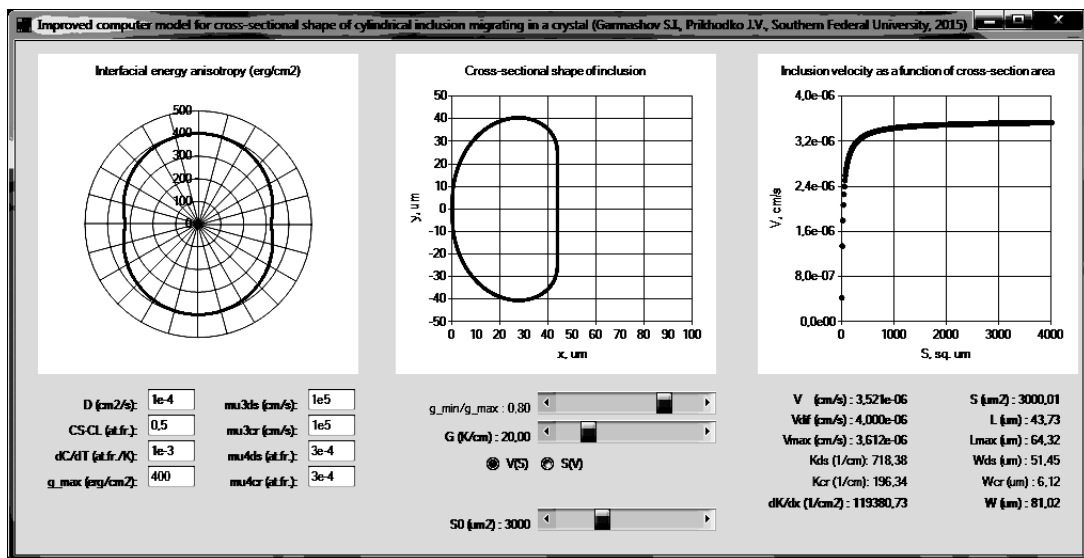 Improved computer model for cross-sectional shape of cylindrical inclusion migrating in a crystal (Garmashov S.I., Prikhodko J.V., Southern Federal University, 2015)
Interfacial energy anisotropy (erg/cm2)
500
400
300
200
100
0
Cross-sectional shape of inclusion
50
40
30
20
10
0
-10
-20
-30
-40
-50
y, um
0 10 20 30 40 50 60 70 80 90 100
x, um
Inclusion velocity as a function of cross-section area
4,0e-06
3,2e-06
2,4e-06
1,6e-06
8,0e-07
0,0e00
V, cm/s
0 1000 2000 3000 4000
S, sq. um
D (cm2/s): 1e-4 mu3ds (cm/s): 1e5
CS-CL (at.fr.): 0,5 mu3cr (cm/s): 1e5
dC/dT (at.fr./K): 1e-3 mu4ds (at.fr.): 3e-4
g_max (erg/cm2): 400 mu4cr (at.fr.): 3e-4
g_min/g_max : 0,80
G (K/cm) : 20,00
V(S) S(V)
S0 (um2) : 3000
V (cm/s) : 3,521e-06 S (um2) : 3000,01
Vdif (cm/s) : 4,000e-06 L (um) : 43,73
Vmax (cm/s) : 3,612e-06 Lmax (um) : 64,32
Kds (1/cm): 718,38 Wds (um) : 51,45
Kcr (1/cm): 196,34 Wcr (um) : 6,12
dK/dx (1/cm2) : 119380,73 W (um) : 81,02